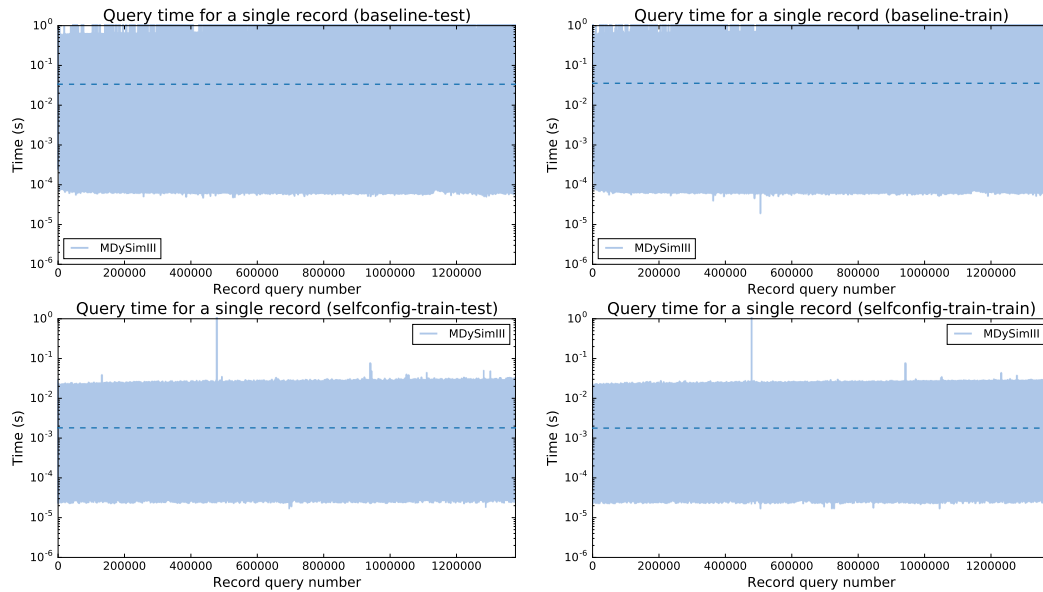 Query time for a single record (baseline-test)
10^0
10^-1
10^-2
10^-3
10^-4
10^-5
10^-6
Time (s)
MDySimIII
0 200000 400000 600000 800000 1000000 1200000
Record query number
Query time for a single record (baseline-train)
10^0
10^-1
10^-2
10^-3
10^-4
10^-5
10^-6
Time (s)
MDySimIII
0 200000 400000 600000 800000 1000000 1200000
Record query number
Query time for a single record (selfconfig-train-test)
10^0
10^-1
10^-2
10^-3
10^-4
10^-5
10^-6
Time (s)
MDySimIII
0 200000 400000 600000 800000 1000000 1200000
Record query number
Query time for a single record (selfconfig-train-train)
10^0
10^-1
10^-2
10^-3
10^-4
10^-5
10^-6
Time (s)
MDySimIII
0 200000 400000 600000 800000 1000000 1200000
Record query number